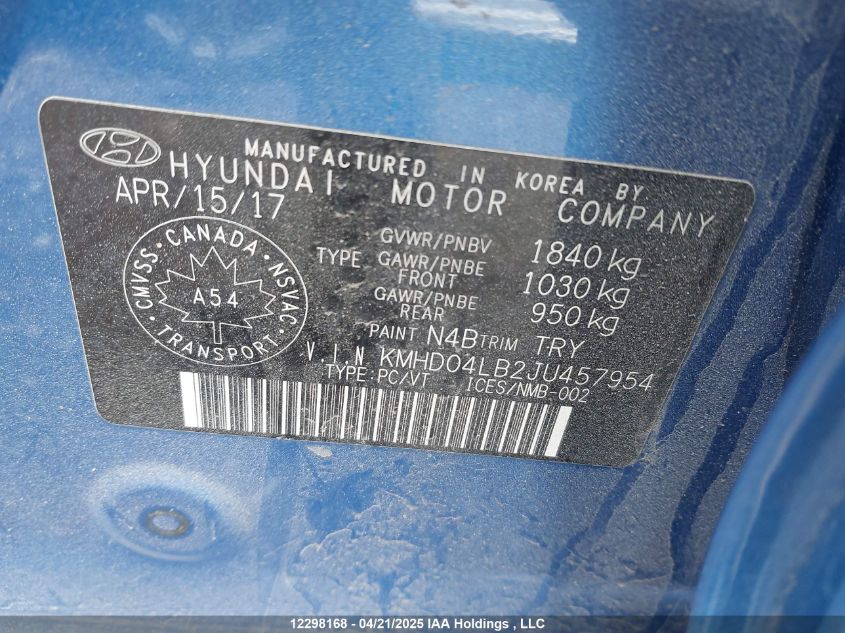 MANUFACTURED IN KOREA BY
HYUNDAI MOTOR COMPANY
APR/15/17
CMVSS · CANADA · NSVAC
A54
· TRANSPORT ·
GVWR/PNBV 1840 kg
TYPE GAWR/PNBE FRONT 1030 kg
GAWR/PNBE REAR 950 kg
PAINT N4B TRIM TRY
V.I.N KMHD04LB2JU457954
TYPE:PC/VT ICES/NMB-002
12298168 - 04/21/2025 IAA Holdings , LLC